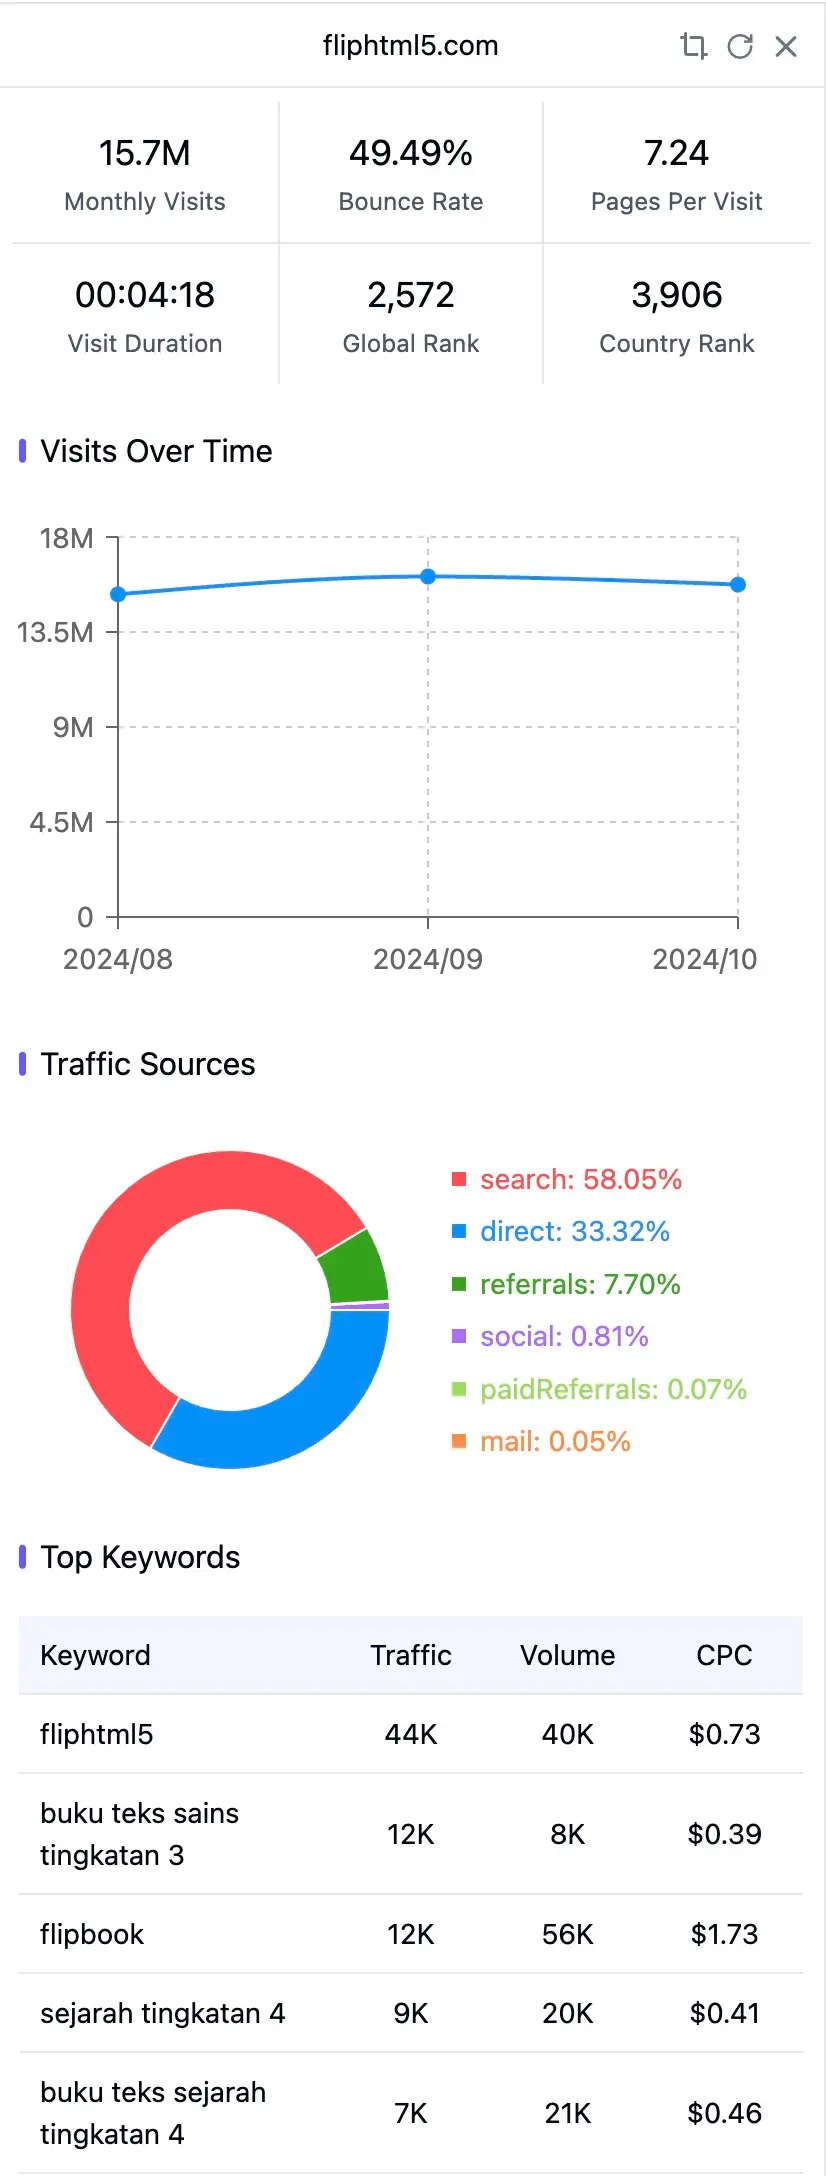 fliphtml5.com
15.7M
Monthly Visits
49.49%
Bounce Rate
7.24
Pages Per Visit
00:04:18
Visit Duration
2,572
Global Rank
3,906
Country Rank
Visits Over Time
18M
13.5M
9M
4.5M
0
2024/08
2024/09
2024/10
Traffic Sources
search: 58.05%
direct: 33.32%
referrals: 7.70%
social: 0.81%
paidReferrals: 0.07%
mail: 0.05%
Top Keywords
Keyword Traffic Volume CPC
fliphtml5 44K 40K $0.73
buku teks sains
tingkatan 3
12K 8K $0.39
flipbook 12K 56K $1.73
sejarah tingkatan 4 9K 20K $0.41
buku teks sejarah
tingkatan 4
7K 21K $0.46